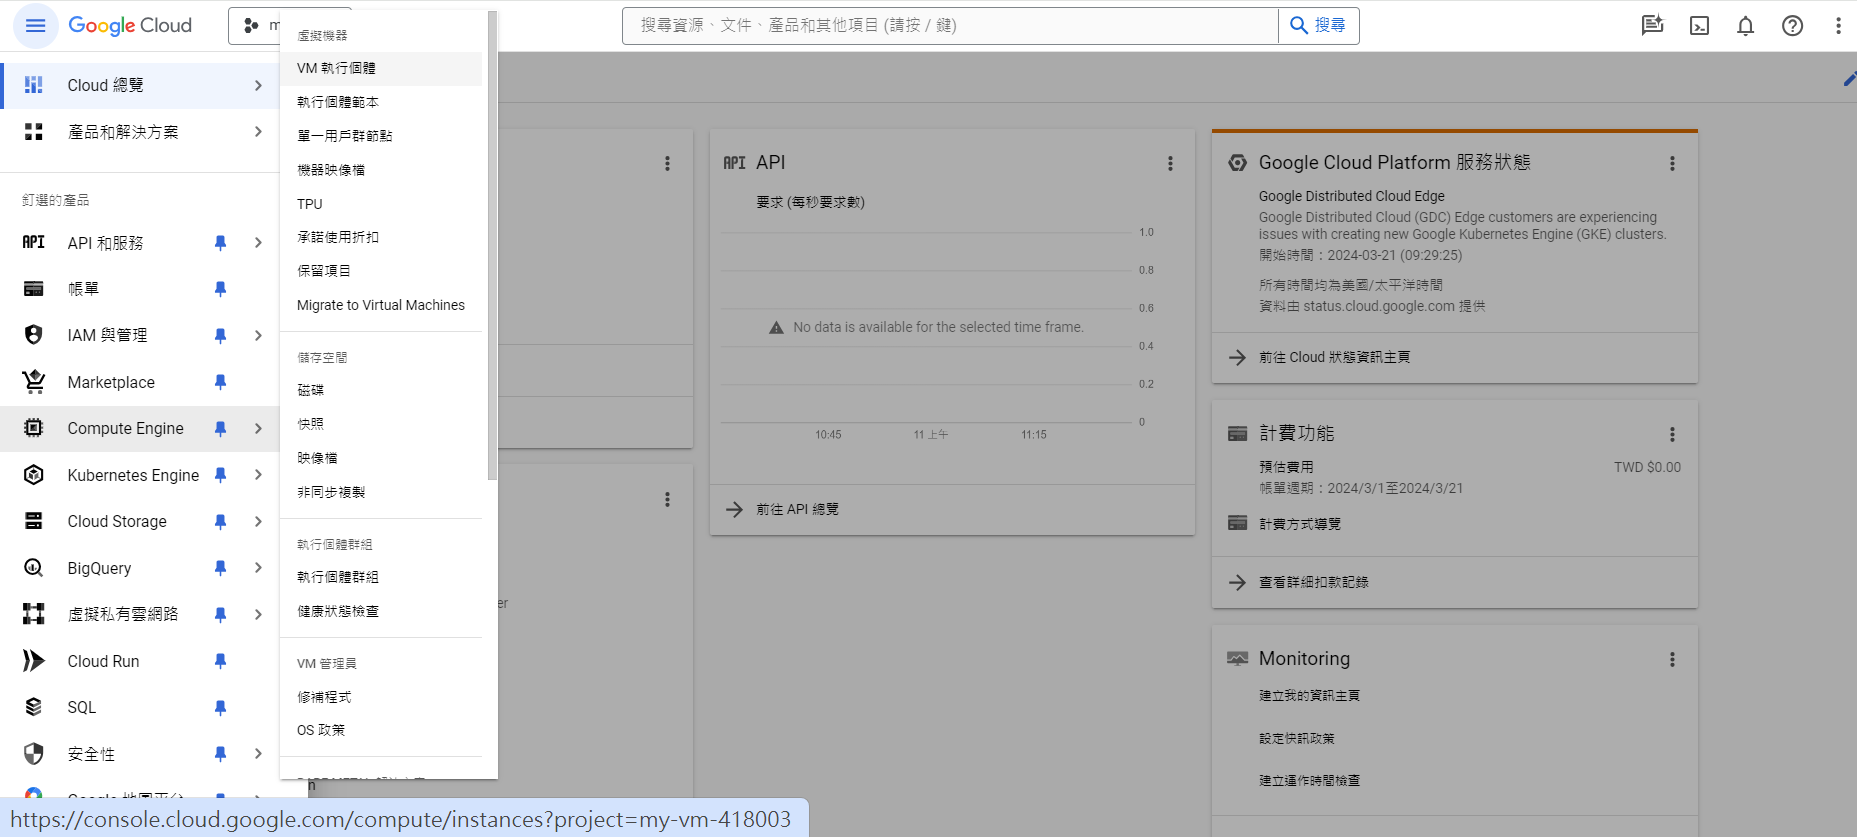 Google Cloud
m
搜尋資源、文件、產品和其他項目 (請按 / 鍵)
搜尋
Cloud 總覽
產品和解決方案
釘選的產品
API API 和服務
帳單
IAM 與管理
Marketplace
Compute Engine
Kubernetes Engine
Cloud Storage
BigQuery
虛擬私有雲網路
Cloud Run
SQL
安全性
Google 地圖平台
虛擬機器
VM 執行個體
執行個體範本
單一用戶群節點
機器映像檔
TPU
承諾使用折扣
保留項目
Migrate to Virtual Machines
儲存空間
磁碟
快照
映像檔
非同步複製
執行個體群組
執行個體群組
健康狀態檢查
VM 管理員
修補程式
OS 政策
er
n
API API
要求 (每秒要求數)
1.0
0.8
0.6
No data is available for the selected time frame.
0.4
0.2
0
10:45
11 上午
11:15
前往 API 總覽
Google Cloud Platform 服務狀態
Google Distributed Cloud Edge
Google Distributed Cloud (GDC) Edge customers are experiencing
issues with creating new Google Kubernetes Engine (GKE) clusters.
開始時間：2024-03-21 (09:29:25)
所有時間均為美國/太平洋時間
資料由 status.cloud.google.com 提供
前往 Cloud 狀態資訊主頁
計費功能
預估費用
TWD $0.00
帳單週期：2024/3/1至2024/3/21
計費方式導覽
查看詳細扣款記錄
Monitoring
建立我的資訊主頁
設定快訊政策
建立運作時間檢查
https://console.cloud.google.com/compute/instances?project=my-vm-418003